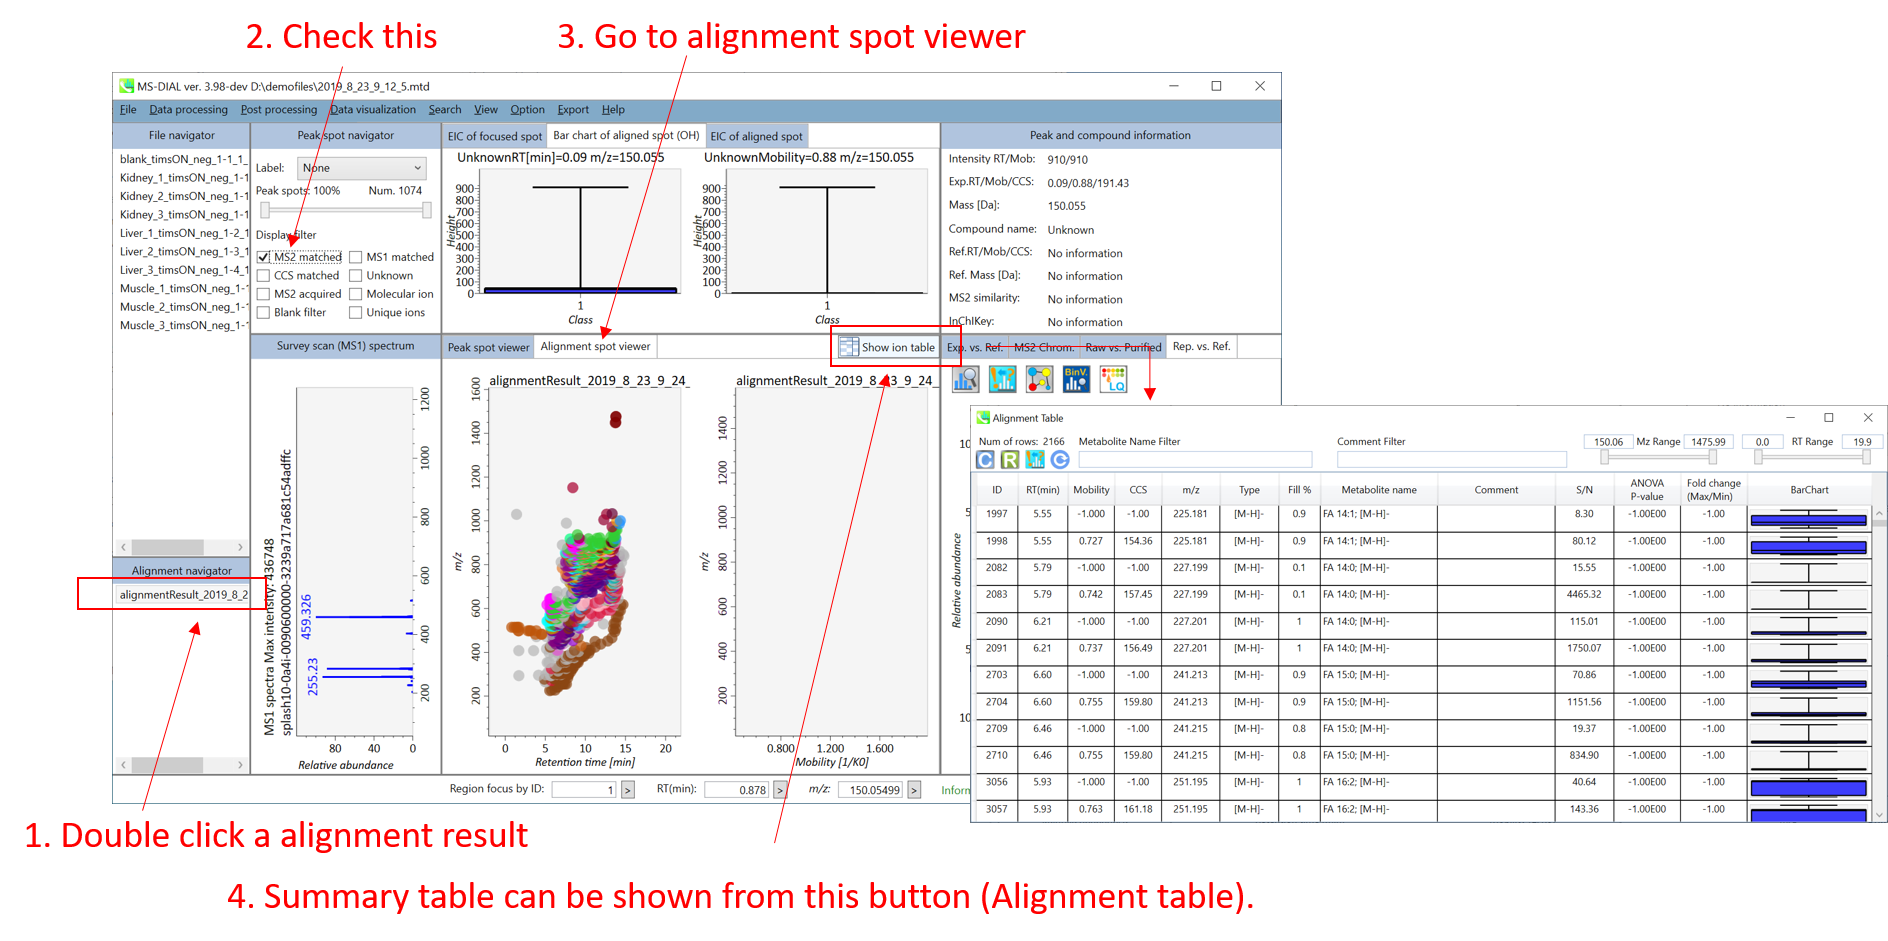 2. Check this
3. Go to alignment spot viewer
MS-DIAL ver. 3.98-dev D:\demofiles\2019_8_23_9_12_5.mtd
File Data processing Post processing Data visualization Search View Option Export Help
File navigator
blank_timsON_neg_1-1_1_
Kidney_1_timsON_neg_1-1
Kidney_2_timsON_neg_1-1
Kidney_3_timsON_neg_1-1
Liver_1_timsON_neg_1-2_1
Liver_2_timsON_neg_1-3_1
Liver_3_timsON_neg_1-4_1
Muscle_1_timsON_neg_1-1
Muscle_2_timsON_neg_1-1
Muscle_3_timsON_neg_1-1
Alignment navigator
alignmentResult_2019_8_2
Peak spot navigator
Label: None
Peak spots: 100% Num. 1074
Display filter
MS2 matched MS1 matched
CCS matched Unknown
MS2 acquired Molecular ion
Blank filter Unique ions
Survey scan (MS1) spectrum
MS1 spectra Max intensity: 436748
splash10-0a4i-0090600000-3239a717a681c54adffc
459.326
255.23
1200
1000
800
600
400
200
80 40 0
Relative abundance
EIC of focused spot Bar chart of aligned spot (OH) EIC of aligned spot
UnknownRT[min]=0.09 m/z=150.055
Height
900
800
700
600
500
400
300
200
100
0
1
Class
UnknownMobility=0.88 m/z=150.055
Height
900
800
700
600
500
400
300
200
100
0
1
Class
Peak spot viewer Alignment spot viewer Show ion table
alignmentResult_2019_8_23_9_24_
m/z
1600
1400
1200
1000
800
600
400
200
0 5 10 15 20
Retention time [min]
alignmentResult_2019_8_23_9_24_
m/z
1400
1200
1000
800
600
400
200
0.800 1.200 1.600
Mobility [1/K0]
Region focus by ID: 1 > RT(min): 0.878 > m/z: 150.05499 > Inform
Peak and compound information
Intensity RT/Mob: 910/910
Exp.RT/Mob/CCS: 0.09/0.88/191.43
Mass [Da]: 150.055
Compound name: Unknown
Ref.RT/Mob/CCS: No information
Ref. Mass [Da]: No information
MS2 similarity: No information
InChIKey: No information
Exp. vs. Ref. MS2 Chrom. Raw vs. Purified Rep. vs. Ref.
BinV.
LQ
Relative abundance
10
5
5
10
Alignment Table
Num of rows: 2166 Metabolite Name Filter Comment Filter 150.06 Mz Range 1475.99 0.0 RT Range 19.9
C R C
ID RT(min) Mobility CCS m/z Type Fill % Metabolite name Comment S/N ANOVA P-value Fold change (Max/Min) BarChart
1997 5.55 -1.000 -1.00 225.181 [M-H]- 0.9 FA 14:1; [M-H]- 8.30 -1.00E00 -1.00
1998 5.55 0.727 154.36 225.181 [M-H]- 0.9 FA 14:1; [M-H]- 80.12 -1.00E00 -1.00
2082 5.79 -1.000 -1.00 227.199 [M-H]- 0.1 FA 14:0; [M-H]- 15.55 -1.00E00 -1.00
2083 5.79 0.742 157.45 227.199 [M-H]- 0.1 FA 14:0; [M-H]- 4465.32 -1.00E00 -1.00
2090 6.21 -1.000 -1.00 227.201 [M-H]- 1 FA 14:0; [M-H]- 115.01 -1.00E00 -1.00
2091 6.21 0.737 156.49 227.201 [M-H]- 1 FA 14:0; [M-H]- 1750.07 -1.00E00 -1.00
2703 6.60 -1.000 -1.00 241.213 [M-H]- 0.9 FA 15:0; [M-H]- 70.86 -1.00E00 -1.00
2704 6.60 0.755 159.80 241.213 [M-H]- 0.9 FA 15:0; [M-H]- 1151.56 -1.00E00 -1.00
2709 6.46 -1.000 -1.00 241.215 [M-H]- 0.8 FA 15:0; [M-H]- 19.37 -1.00E00 -1.00
2710 6.46 0.755 159.80 241.215 [M-H]- 0.8 FA 15:0; [M-H]- 834.90 -1.00E00 -1.00
3056 5.93 -1.000 -1.00 251.195 [M-H]- 1 FA 16:2; [M-H]- 40.64 -1.00E00 -1.00
3057 5.93 0.763 161.18 251.195 [M-H]- 1 FA 16:2; [M-H]- 143.36 -1.00E00 -1.00
1. Double click a alignment result
4. Summary table can be shown from this button (Alignment table).